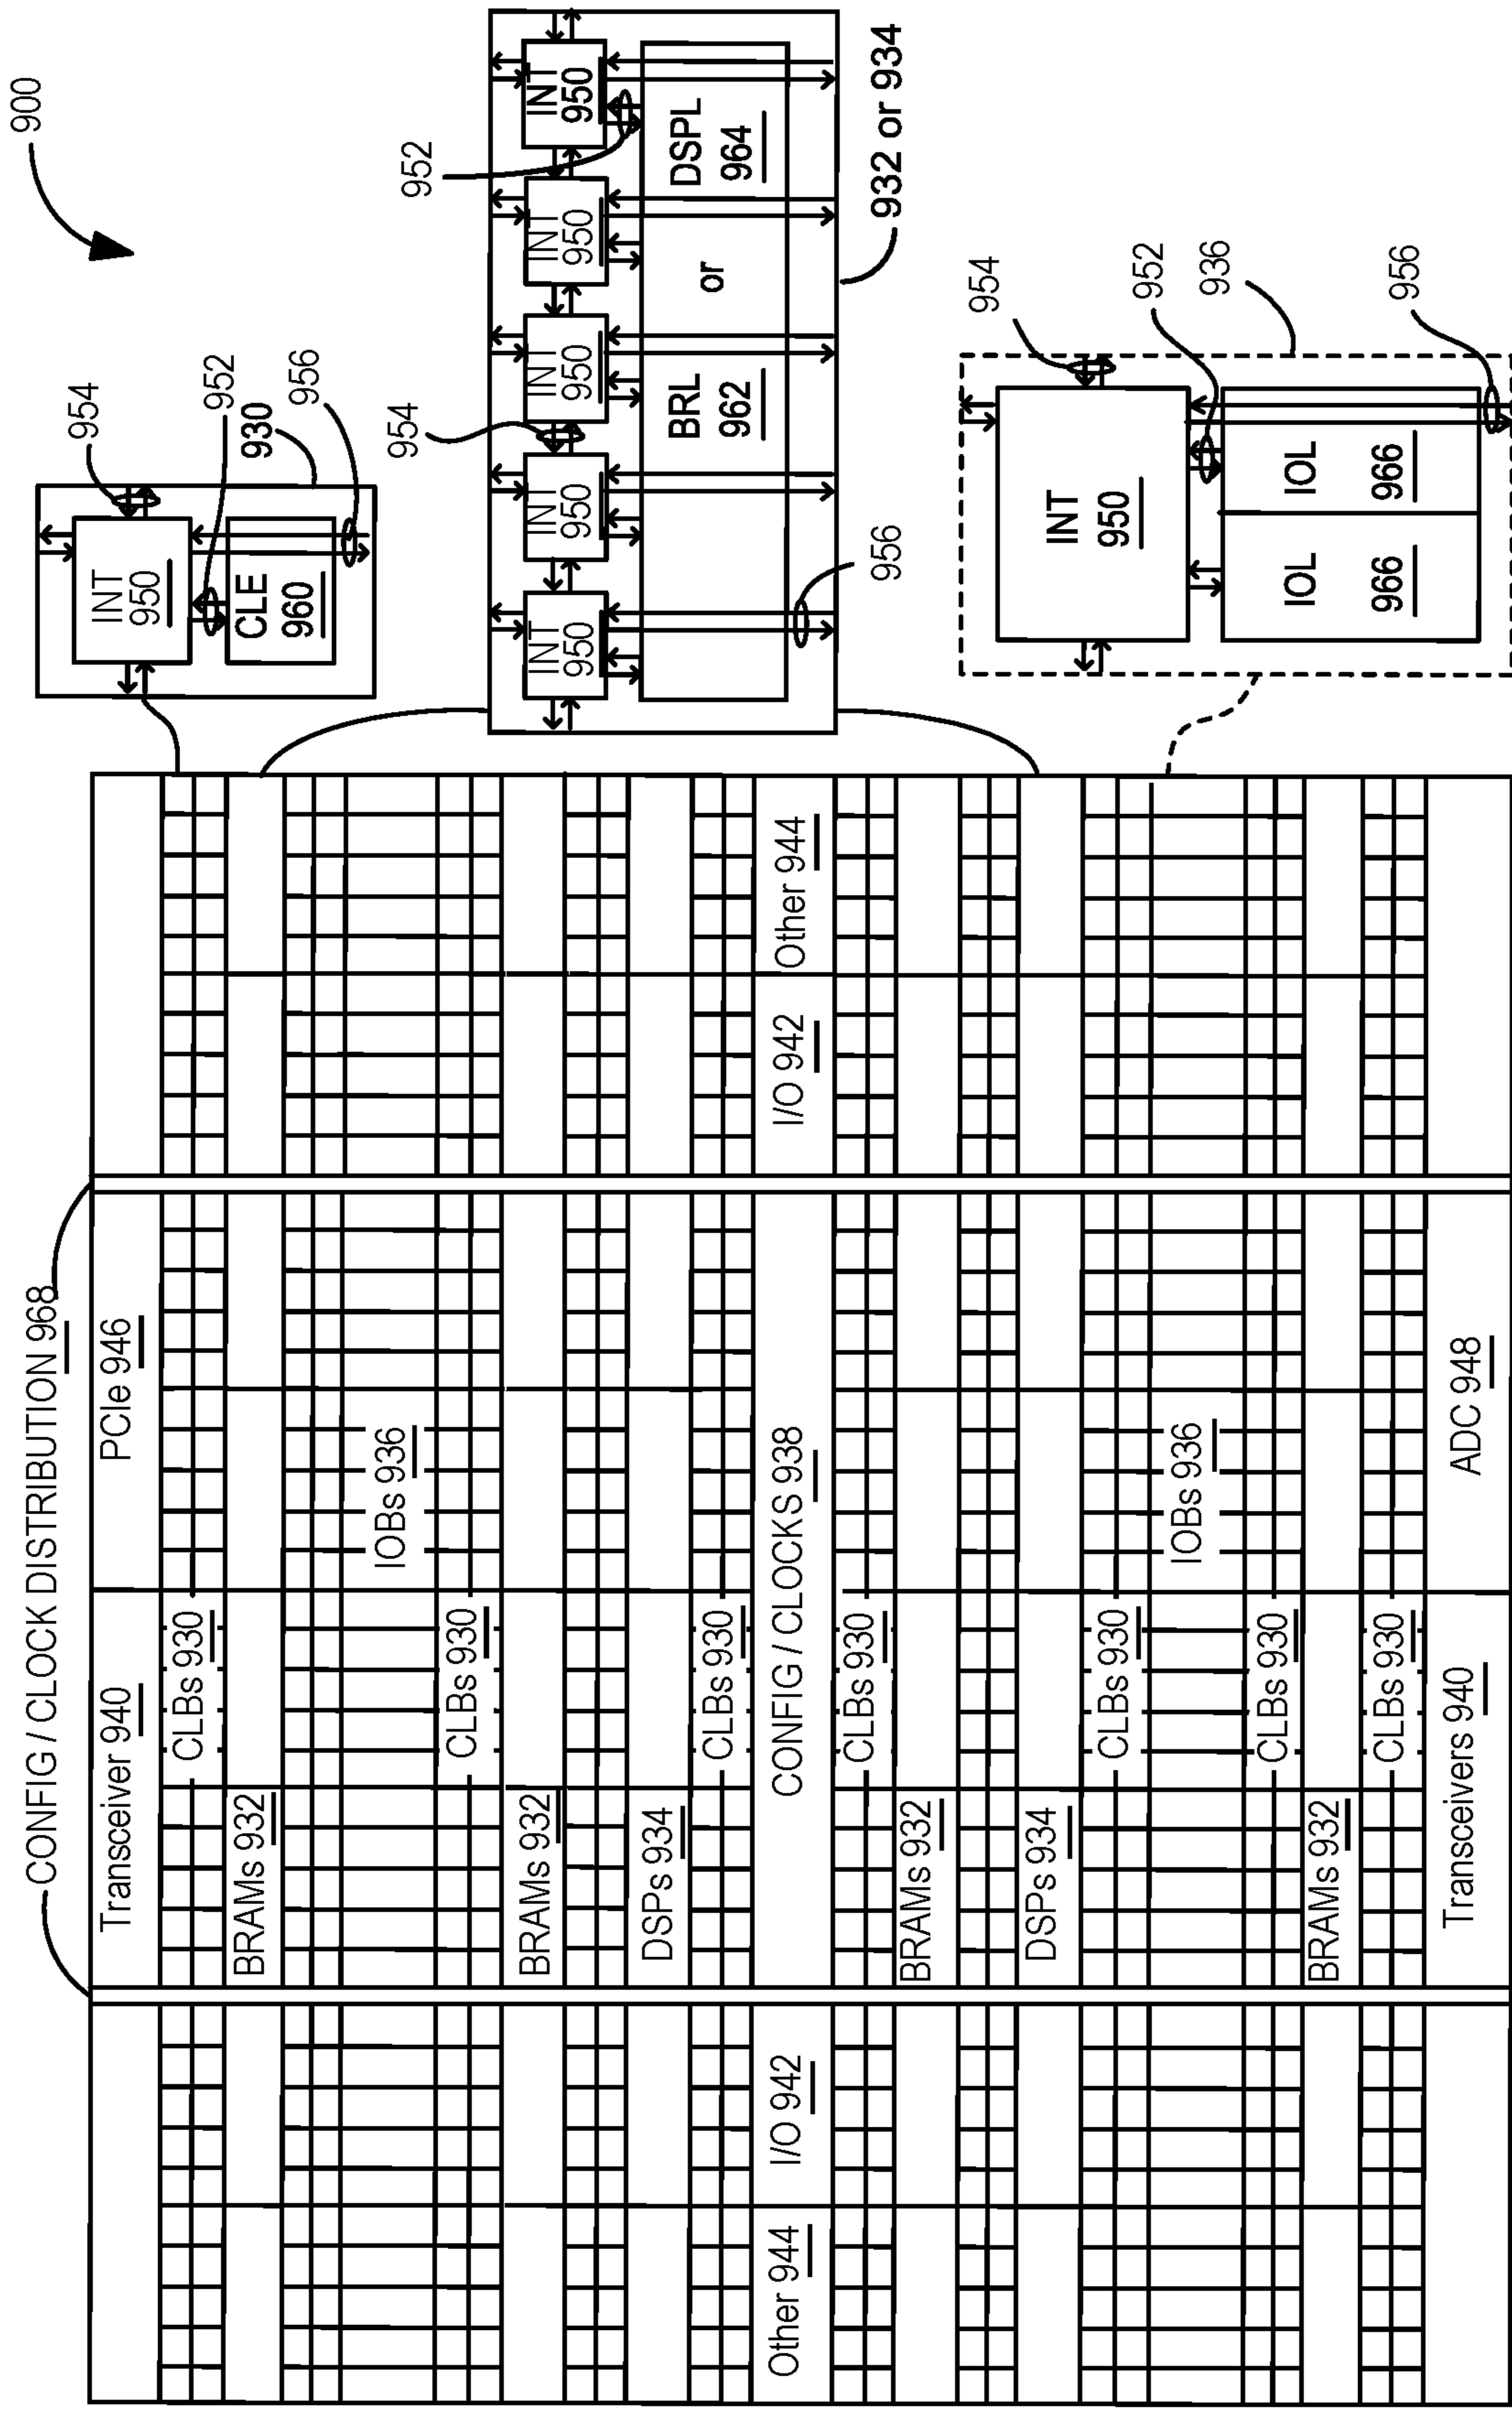 900
CONFIG / CLOCK DISTRIBUTION 968
Transceiver 940
PCIe 946
CLBs 930
BRAMs 932
IOBs 936
CLBs 930
BRAMs 932
DSPs 934
CLBs 930
Other 944
I/O 942
CONFIG / CLOCKS 938
I/O 942
Other 944
CLBs 930
BRAMs 932
DSPs 934
CLBs 930
IOBs 936
CLBs 930
BRAMs 932
CLBs 930
Transceivers 940
ADC 948
954
952
930
956
INT
950
CLE
960
952
954
INT
950
INT
950
INT
950
INT
950
INT
950
BRL
962
or
DSPL
964
956
932 or 934
954
952
936
956
INT
950
IOL
966
IOL
966